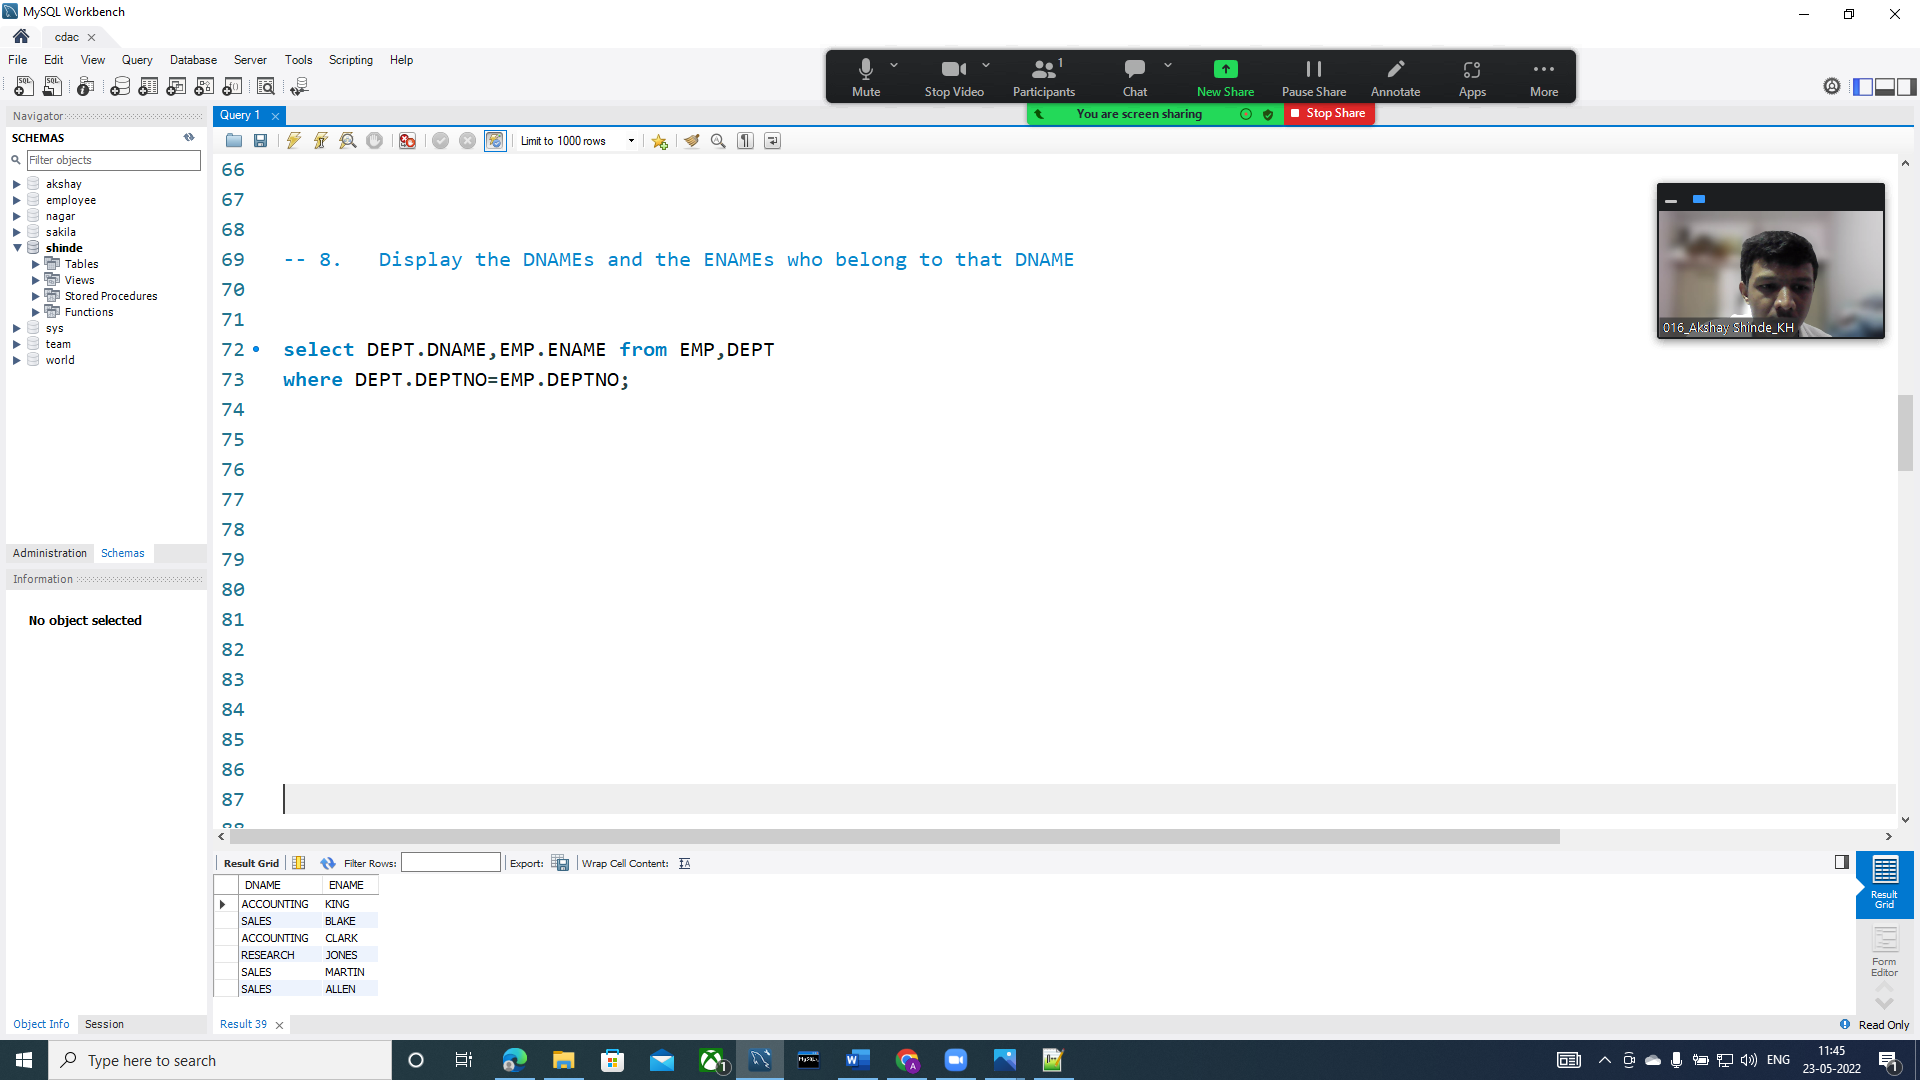 MySQL Workbench
cdac
File Edit View Query Database Server Tools Scripting Help
Mute
Stop Video
1
Participants
Chat
New Share
Pause Share
Annotate
Apps
More
You are screen sharing
Stop Share
Navigator
SCHEMAS
Filter objects
akshay
employee
nagar
sakila
shinde
Tables
Views
Stored Procedures
Functions
sys
team
world
Administration Schemas
Information
No object selected
Object Info Session
Query 1
Limit to 1000 rows
66
67
68
69 -- 8. Display the DNAMEs and the ENAMEs who belong to that DNAME
70
71
72 select DEPT.DNAME,EMP.ENAME from EMP,DEPT
73 where DEPT.DEPTNO=EMP.DEPTNO;
74
75
76
77
78
79
80
81
82
83
84
85
86
87
88
016_Akshay Shinde_KH
Result Grid Filter Rows: Export: Wrap Cell Content:
DNAME ENAME
ACCOUNTING KING
SALES BLAKE
ACCOUNTING CLARK
RESEARCH JONES
SALES MARTIN
SALES ALLEN
Result
Grid
Form
Editor
Result 39
Read Only
Type here to search
ENG
11:45
23-05-2022